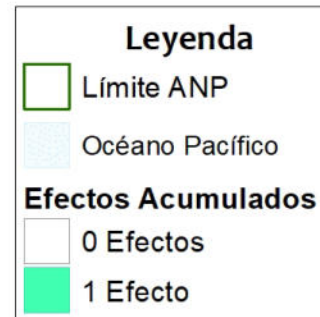 Leyenda
Límite ANP
Océano Pacífico
Efectos Acumulados
0 Efectos
1 Efecto